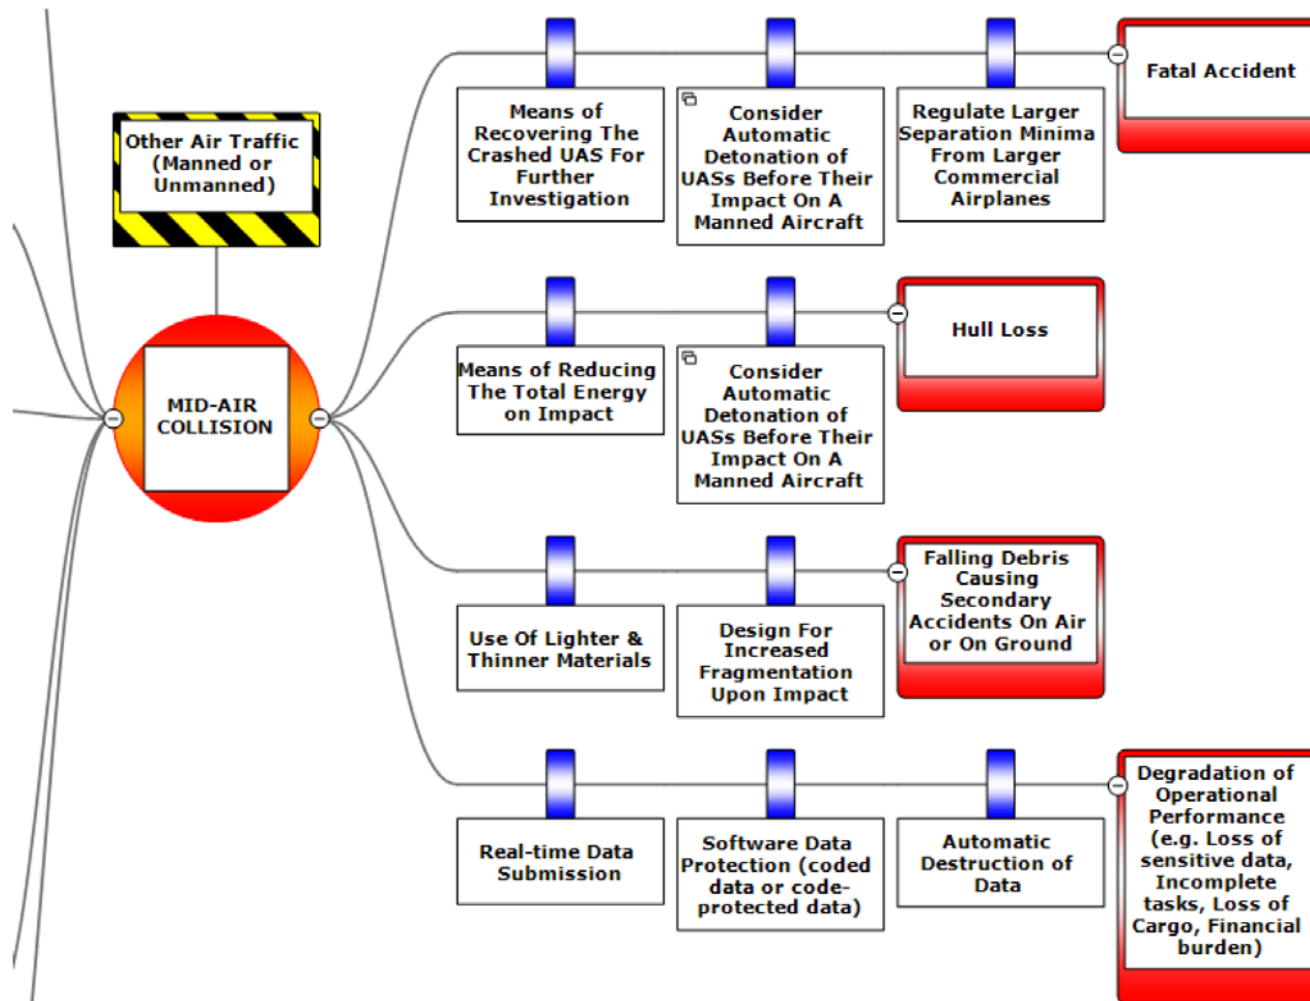 Other Air Traffic
(Manned or
Unmanned)
MID-AIR
COLLISION
Means of
Recovering The
Crashed UAS For
Further
Investigation
Consider
Automatic
Detonation of
UASs Before Their
Impact On A
Manned Aircraft
Regulate Larger
Separation Minima
From Larger
Commercial
Airplanes
Fatal Accident
Means of Reducing
The Total Energy
on Impact
Consider
Automatic
Detonation of
UASs Before Their
Impact On A
Manned Aircraft
Hull Loss
Use Of Lighter &
Thinner Materials
Design For
Increased
Fragmentation
Upon Impact
Falling Debris
Causing
Secondary
Accidents On Air
or On Ground
Real-time Data
Submission
Software Data
Protection (coded
data or code-
protected data)
Automatic
Destruction of
Data
Degradation of
Operational
Performance
(e.g. Loss of
sensitive data,
Incomplete
tasks, Loss of
Cargo, Financial
burden)